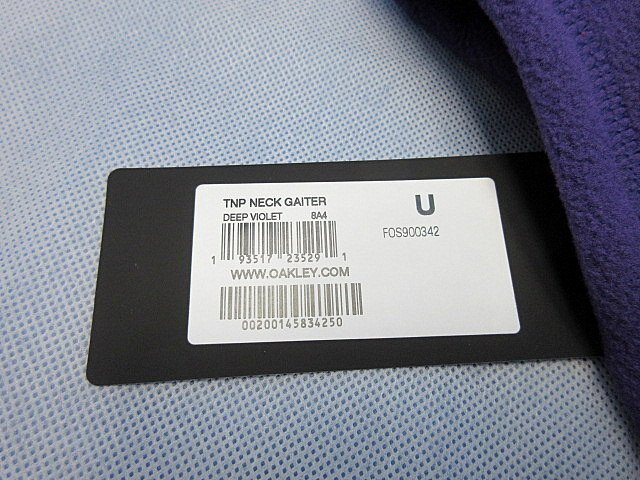 TNP NECK GAITER
U
DEEP VIOLET 8A4
FOS900342
1 93517 23529 1
WWW.OAKLEY.COM
00200145834250